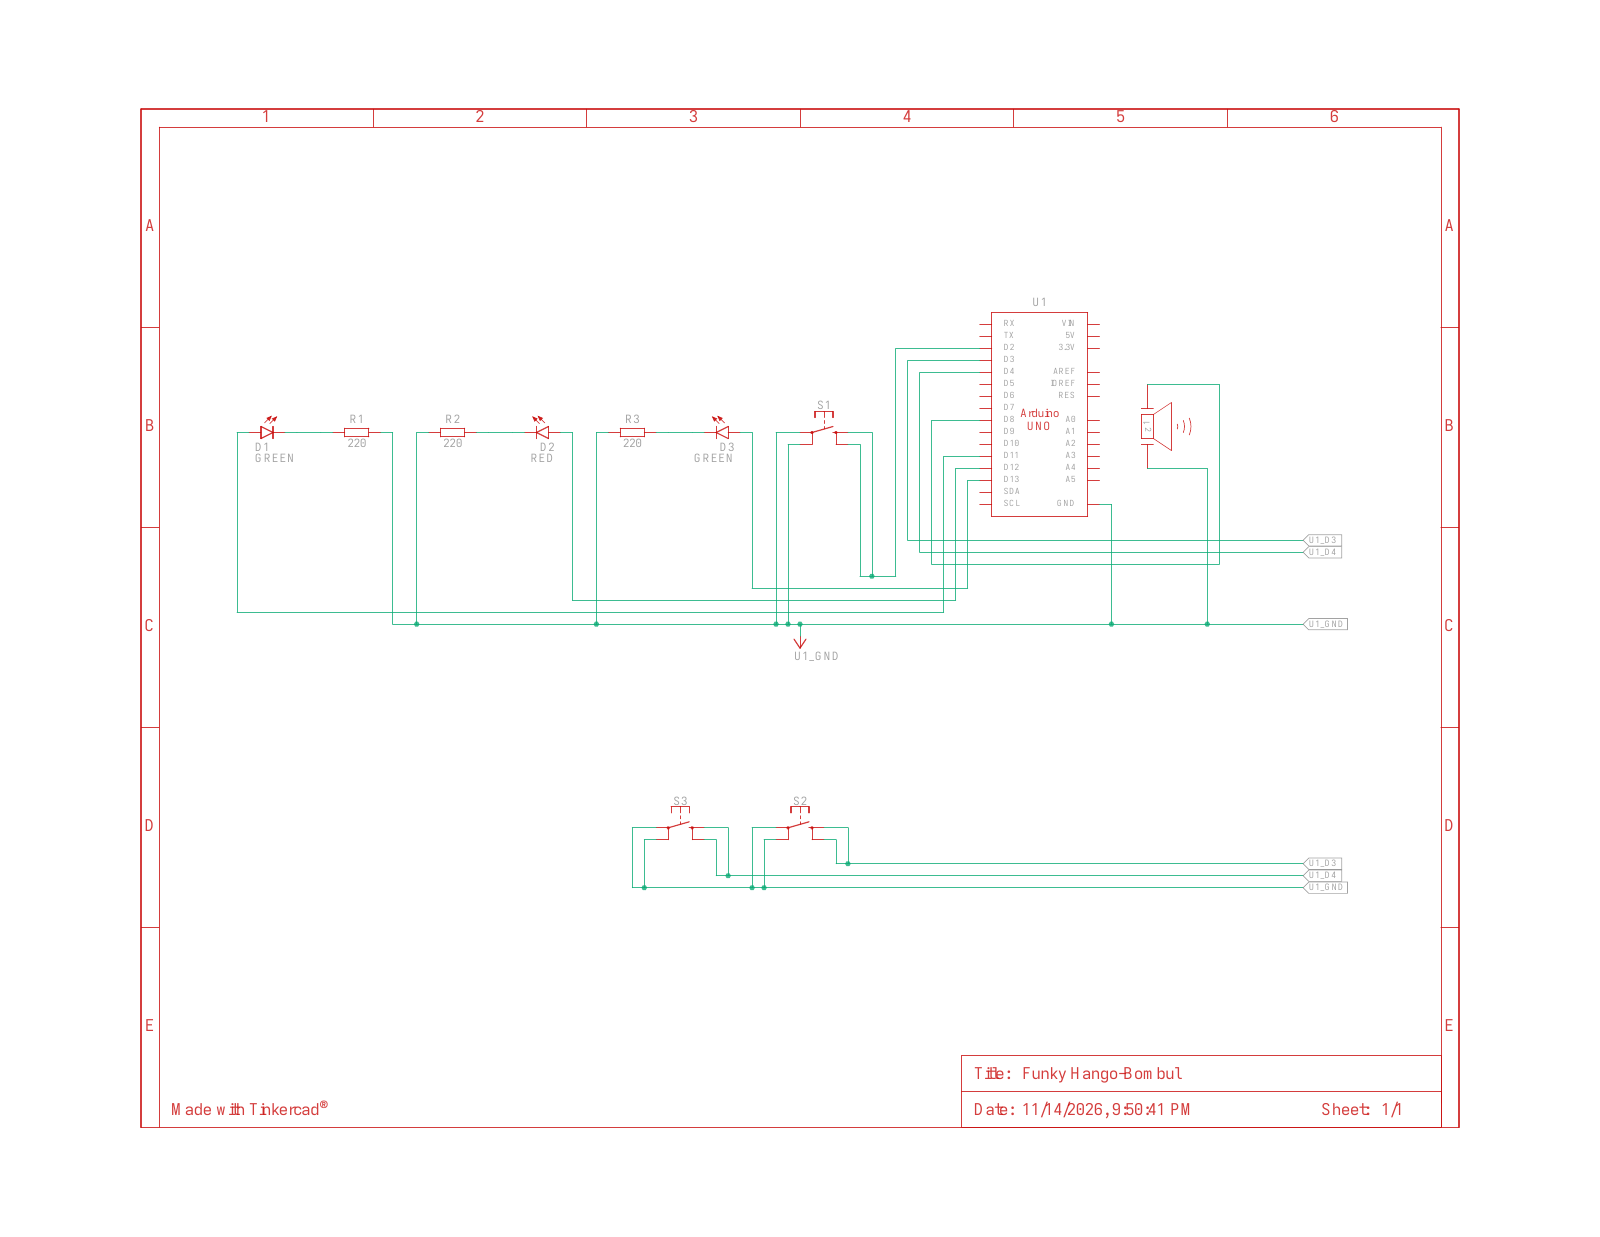 1 2 3 4 5 6
A A
U1
RX VIN
TX 5V
D2 3.3V
D3
D4 AREF
D5 IOREF
D6 RES
D7
Arduino
UNO
D8 A0
D9 A1
D10 A2
D11 A3
D12 A4
D13 A5
SDA
SCL GND
1 2
B B
D1
GREEN
R1
220
R2
220
D2
RED
R3
220
D3
GREEN
S1
U1_D3
U1_D4
C C
U1_GND
U1_GND
S3 S2
D D
U1_D3
U1_D4
U1_GND
E E
Title: Funky Hango-Bombul
Made with Tinkercad®
Date: 11/14/2026, 9:50:41 PM Sheet: 1/1